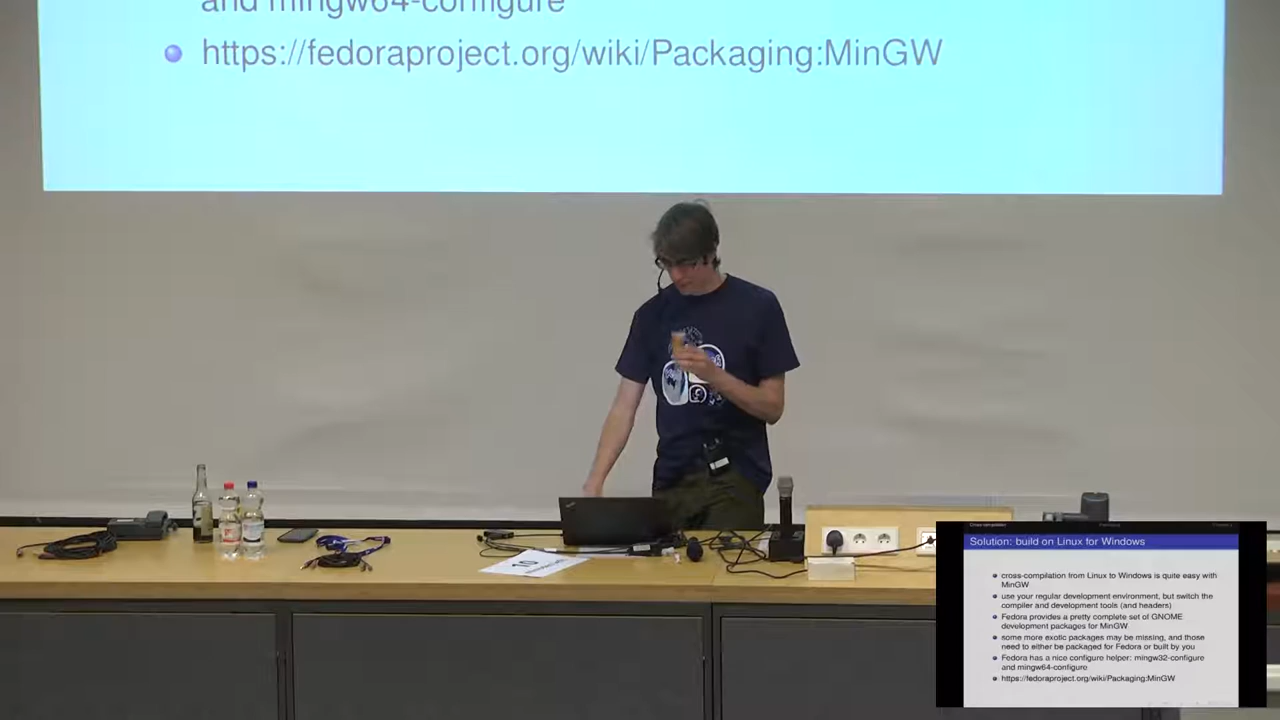 and mingw64-configure
https://fedoraproject.org/wiki/Packaging:MinGW
10
Cross-compilation
Packaging
Solution: build on Linux for Windows
cross-compilation from Linux to Windows is quite easy with
MinGW
use your regular development environment, but switch the
compiler and development tools (and headers)
Fedora provides a pretty complete set of GNOME
development packages for MinGW
some more exotic packages may be missing, and those
need to either be packaged for Fedora or built by you
Fedora has a nice configure helper: mingw32-configure
and mingw64-configure
https://fedoraproject.org/wiki/Packaging:MinGW